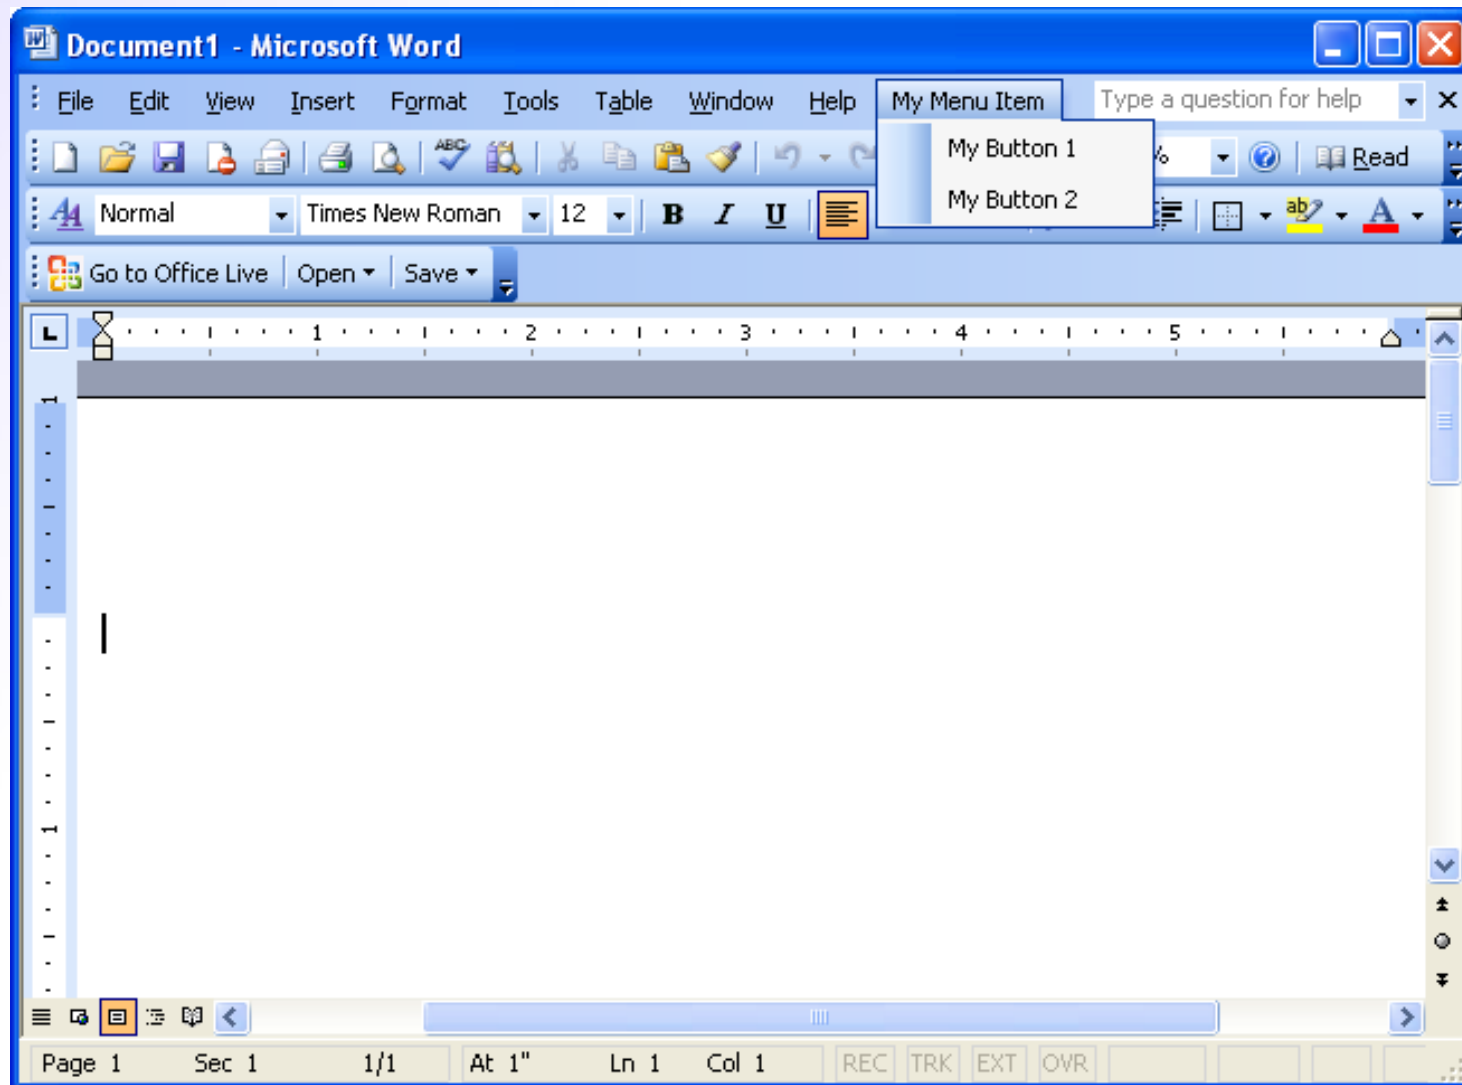 Document1 - Microsoft Word
File Edit View Insert Format Tools Table Window Help My Menu Item Type a question for help
My Button 1
% Read
My Button 2
Normal Times New Roman 12 B I U
Go to Office Live Open Save
1 2 3 4 5
1
1
Page 1 Sec 1 1/1 At 1" Ln 1 Col 1 REC TRK EXT OVR